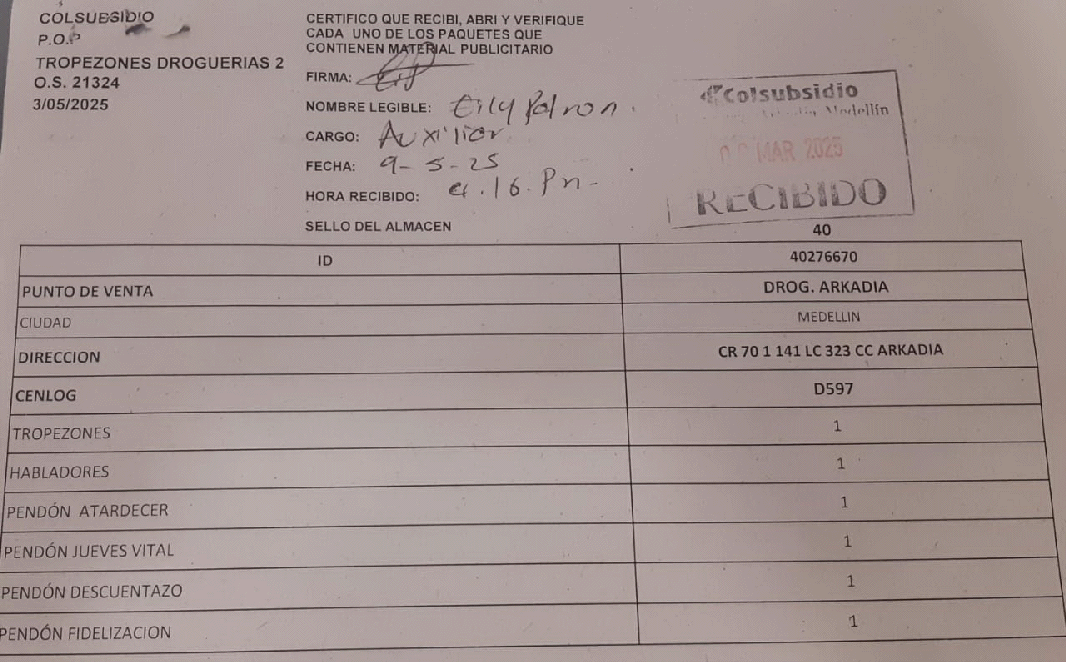 COLSUBSIDIO
P.O.P
TROPEZONES DROGUERIAS 2
O.S. 21324
3/05/2025
CERTIFICO QUE RECIBI, ABRI Y VERIFIQUE
CADA UNO DE LOS PAQUETES QUE
CONTIENEN MATERIAL PUBLICITARIO
FIRMA:
NOMBRE LEGIBLE: Eily Patron
CARGO: Auxiliar
FECHA: 9-5-25
HORA RECIBIDO: 4.16 Pm
SELLO DEL ALMACEN
Colsubsidio
Medellín
MAR 2025
RECIBIDO
40
ID 40276670
PUNTO DE VENTA DROG. ARKADIA
CIUDAD MEDELLIN
DIRECCION CR 70 1 141 LC 323 CC ARKADIA
CENLOG D597
TROPEZONES 1
HABLADORES 1
PENDÓN ATARDECER 1
PENDÓN JUEVES VITAL 1
PENDÓN DESCUENTAZO 1
PENDÓN FIDELIZACION 1